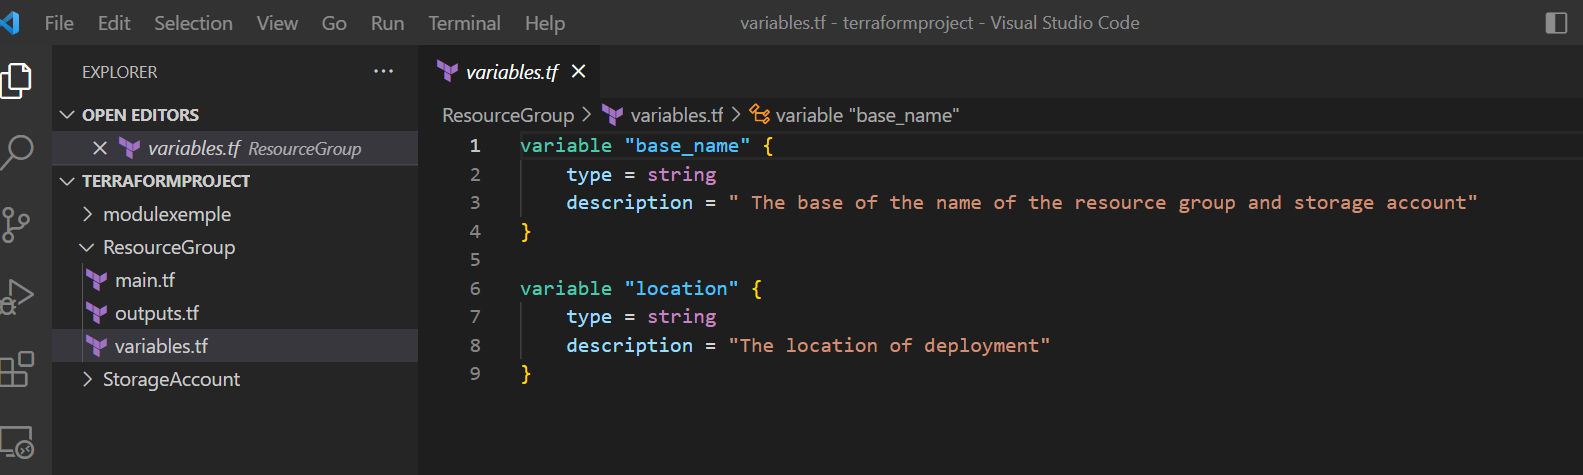 File Edit Selection View Go Run Terminal Help variables.tf - terraformproject - Visual Studio Code
EXPLORER ···
OPEN EDITORS
variables.tf ResourceGroup
TERRAFORMPROJECT
modulexemple
ResourceGroup
main.tf
outputs.tf
variables.tf
StorageAccount
variables.tf
ResourceGroup > variables.tf > variable "base_name"
1 variable "base_name" {
2 type = string
3 description = " The base of the name of the resource group and storage account"
4 }
5
6 variable "location" {
7 type = string
8 description = "The location of deployment"
9 }